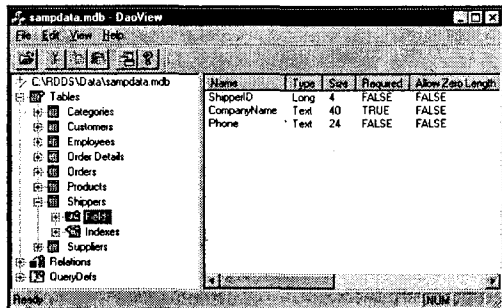 sampdata.mdb - DaoView
File Edit View Help
C:\RDDS\Data\sampdata.mdb
Tables
Categories
Customers
Employees
Order Details
Orders
Products
Shippers
Fields
Indexes
Suppliers
Relations
QueryDefs
Name Type Size Required Allow Zero Length
ShipperID Long 4 FALSE FALSE
CompanyName Text 40 TRUE FALSE
Phone Text 24 FALSE FALSE
Ready NUM